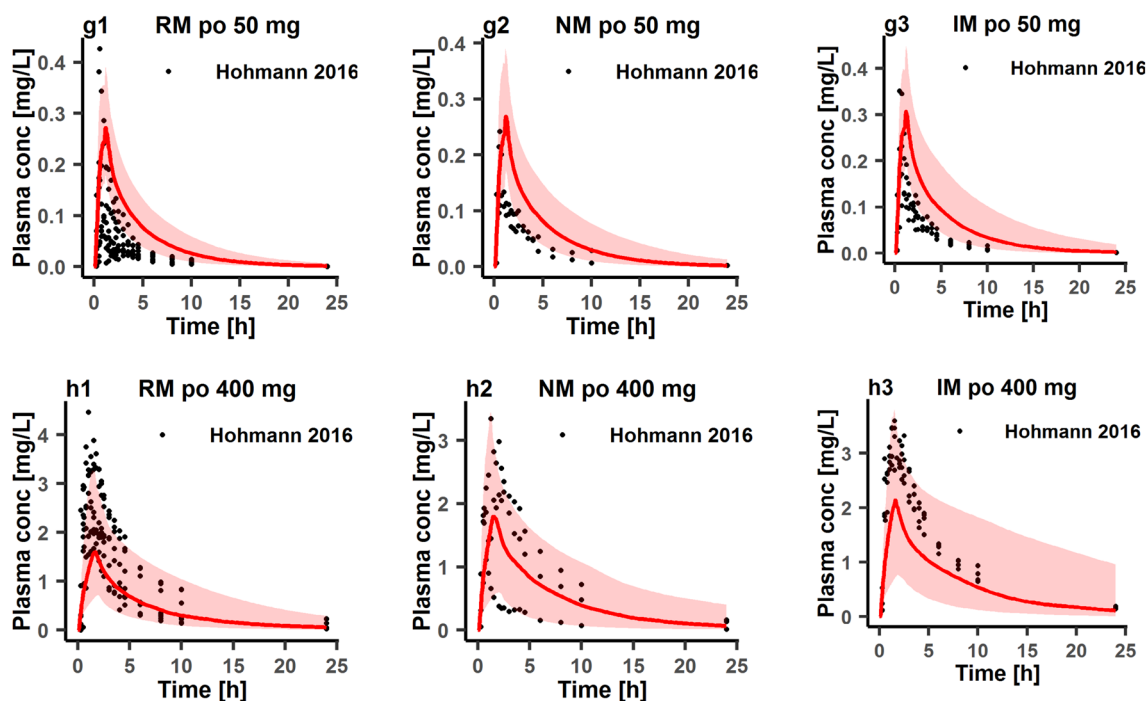 g1 RM po 50 mg
Hohmann 2016
Plasma conc [mg/L]
0.4
0.3
0.2
0.1
0.0
0 5 10 15 20 25
Time [h]
g2 NM po 50 mg
Hohmann 2016
Plasma conc [mg/L]
0.4
0.3
0.2
0.1
0.0
0 5 10 15 20 25
Time [h]
g3 IM po 50 mg
Hohmann 2016
Plasma conc [mg/L]
0.4
0.3
0.2
0.1
0.0
0 5 10 15 20 25
Time [h]
h1 RM po 400 mg
Hohmann 2016
Plasma conc [mg/L]
4
3
2
1
0
0 5 10 15 20 25
Time [h]
h2 NM po 400 mg
Hohmann 2016
Plasma conc [mg/L]
3
2
1
0
0 5 10 15 20 25
Time [h]
h3 IM po 400 mg
Hohmann 2016
Plasma conc [mg/L]
3
2
1
0
0 5 10 15 20 25
Time [h]